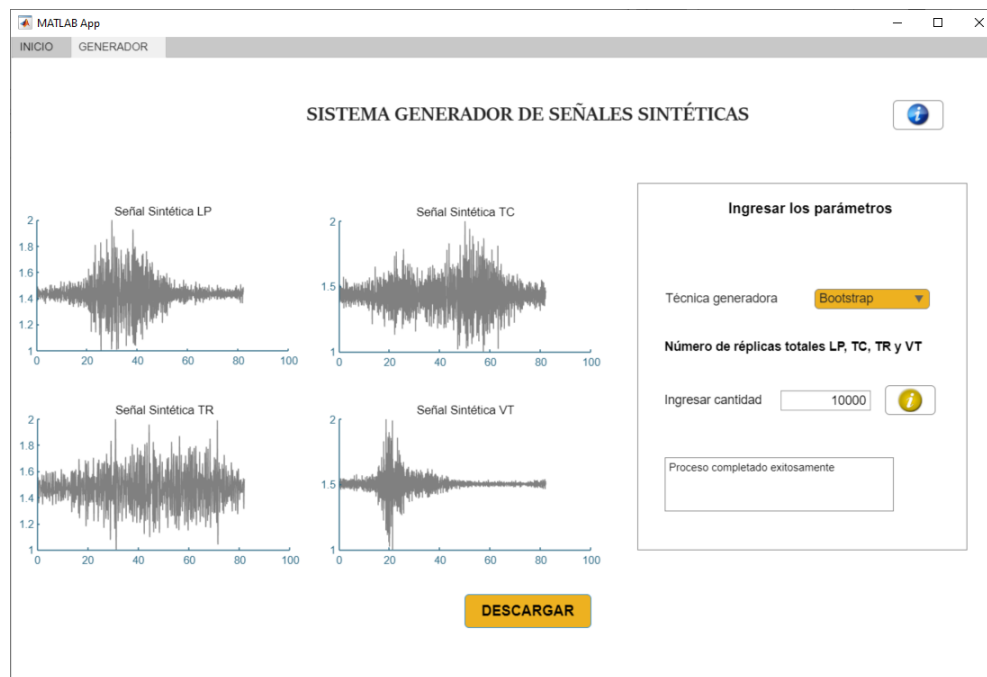 MATLAB App
INICIO GENERADOR
SISTEMA GENERADOR DE SEÑALES SINTÉTICAS
Señal Sintética LP
2
1.8
1.6
1.4
1.2
1
0 20 40 60 80 100
Señal Sintética TC
2
1.5
1
0 20 40 60 80 100
Señal Sintética TR
2
1.8
1.6
1.4
1.2
1
0 20 40 60 80 100
Señal Sintética VT
2
1.5
1
0 20 40 60 80 100
DESCARGAR
Ingresar los parámetros
Técnica generadora Bootstrap
Número de réplicas totales LP, TC, TR y VT
Ingresar cantidad 10000
Proceso completado exitosamente